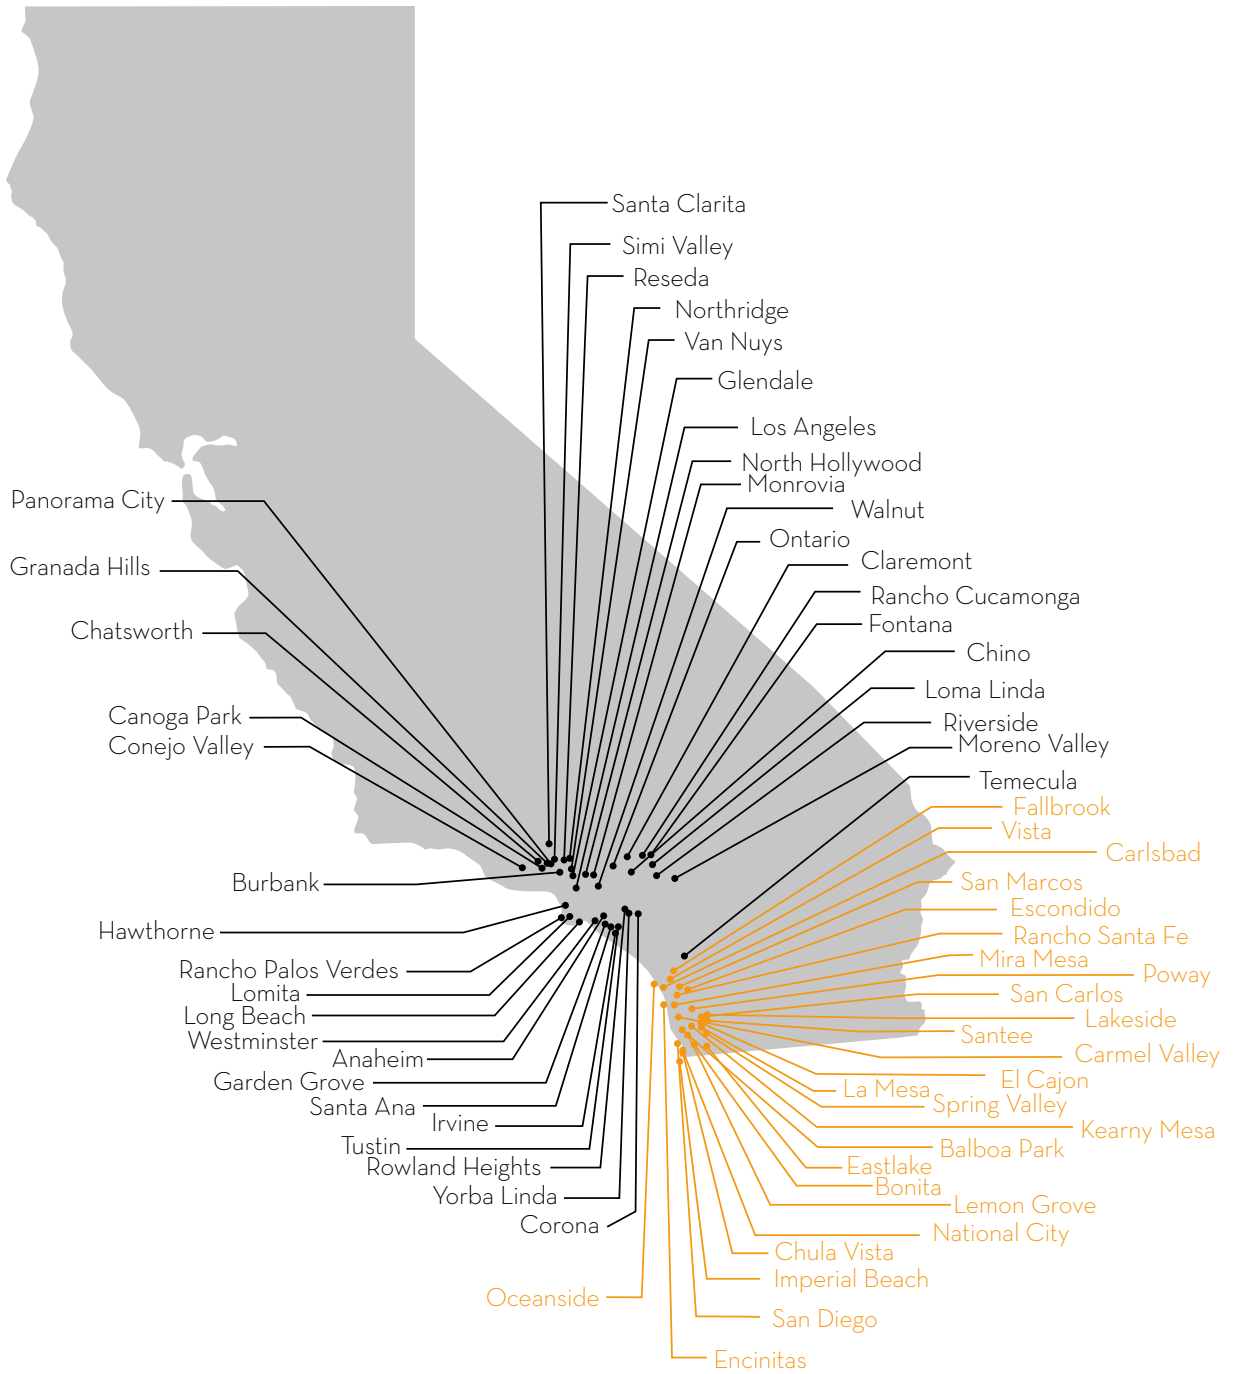 Santa Clarita
Simi Valley
Reseda
Northridge
Van Nuys
Glendale
Los Angeles
North Hollywood
Monrovia
Walnut
Ontario
Claremont
Rancho Cucamonga
Fontana
Chino
Loma Linda
Riverside
Moreno Valley
Temecula
Fallbrook
Vista
Carlsbad
San Marcos
Escondido
Rancho Santa Fe
Mira Mesa
Poway
San Carlos
Lakeside
Santee
Carmel Valley
El Cajon
La Mesa
Spring Valley
Kearny Mesa
Balboa Park
Eastlake
Bonita
Lemon Grove
National City
Chula Vista
Imperial Beach
San Diego
Encinitas
Panorama City
Granada Hills
Chatsworth
Canoga Park
Conejo Valley
Burbank
Hawthorne
Rancho Palos Verdes
Lomita
Long Beach
Westminster
Anaheim
Garden Grove
Santa Ana
Irvine
Tustin
Rowland Heights
Yorba Linda
Corona
Oceanside